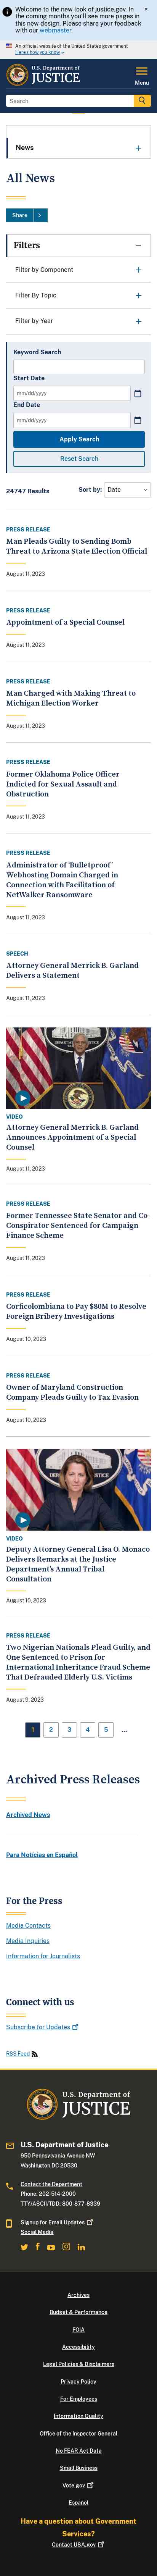 Welcome to the new look of justice.gov. In
the coming months you'll see more pages in
this new design. Please share your feedback
with our webmaster.
×
An official website of the United States government
Here's how you know
U.S. Department of
JUSTICE
Menu
Search
News
All News
Share
Filters
Filter by Component
Filter By Topic
Filter by Year
Keyword Search
Start Date
mm/dd/yyyy
End Date
mm/dd/yyyy
Apply Search
Reset Search
24747 Results
Sort by:
Date
PRESS RELEASE
Man Pleads Guilty to Sending Bomb
Threat to Arizona State Election Official
August 11, 2023
PRESS RELEASE
Appointment of a Special Counsel
August 11, 2023
PRESS RELEASE
Man Charged with Making Threat to
Michigan Election Worker
August 11, 2023
PRESS RELEASE
Former Oklahoma Police Officer
Indicted for Sexual Assault and
Obstruction
August 11, 2023
PRESS RELEASE
Administrator of ‘Bulletproof’
Webhosting Domain Charged in
Connection with Facilitation of
NetWalker Ransomware
August 11, 2023
SPEECH
Attorney General Merrick B. Garland
Delivers a Statement
August 11, 2023
VIDEO
Attorney General Merrick B. Garland
Announces Appointment of a Special
Counsel
August 11, 2023
PRESS RELEASE
Former Tennessee State Senator and Co-
Conspirator Sentenced for Campaign
Finance Scheme
August 11, 2023
PRESS RELEASE
Corficolombiana to Pay $80M to Resolve
Foreign Bribery Investigations
August 10, 2023
PRESS RELEASE
Owner of Maryland Construction
Company Pleads Guilty to Tax Evasion
August 10, 2023
VIDEO
Deputy Attorney General Lisa O. Monaco
Delivers Remarks at the Justice
Department’s Annual Tribal
Consultation
August 10, 2023
PRESS RELEASE
Two Nigerian Nationals Plead Guilty, and
One Sentenced to Prison for
Transnational Inheritance Fraud Scheme
That Defrauded Elderly U.S. Victims
August 9, 2023
1 2 3 4 5 …
Archived Press Releases
Archived News
Para Notícias en Español
For the Press
Media Contacts
Media Inquiries
Information for Journalists
Connect with us
Subscribe for Updates
RSS Feed
U.S. Department of
JUSTICE
U.S. Department of Justice
950 Pennsylvania Avenue NW
Washington DC 20530
Contact the Department
Phone: 202-514-2000
TTY/ASCII/TDD: 800-877-8339
Signup for Email Updates
Social Media
Archives
Budget & Performance
FOIA
Accessibility
Legal Policies & Disclaimers
Privacy Policy
For Employees
Information Quality
Office of the Inspector General
No FEAR Act Data
Small Business
Vote.gov
Español
Have a question about Government
Services?
Contact USA.gov